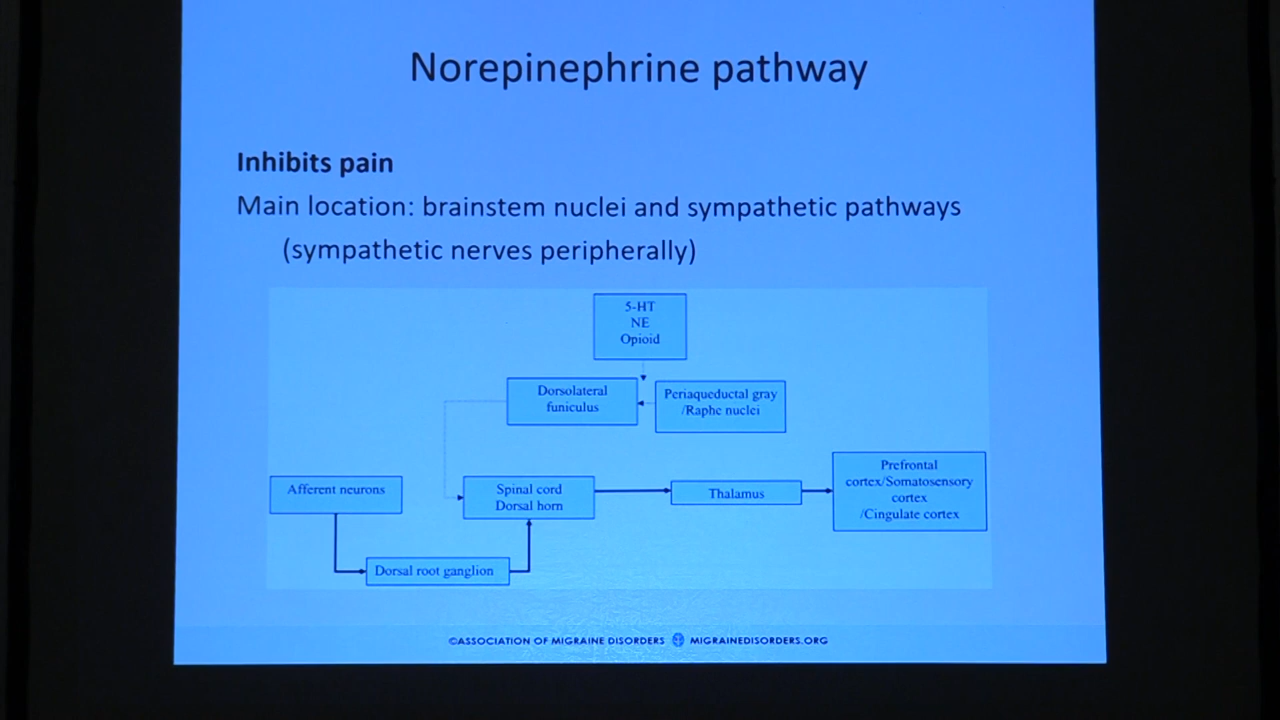 Norepinephrine pathway
Inhibits pain
Main location: brainstem nuclei and sympathetic pathways
(sympathetic nerves peripherally)
5-HT
NE
Opioid
Dorsolateral
funiculus
Periaqueductal gray
/Raphe nuclei
Afferent neurons
Spinal cord
Dorsal horn
Thalamus
Prefrontal
cortex/Somatosensory
cortex
/Cingulate cortex
Dorsal root ganglion
©ASSOCIATION OF MIGRAINE DISORDERS MIGRAINEDISORDERS.ORG